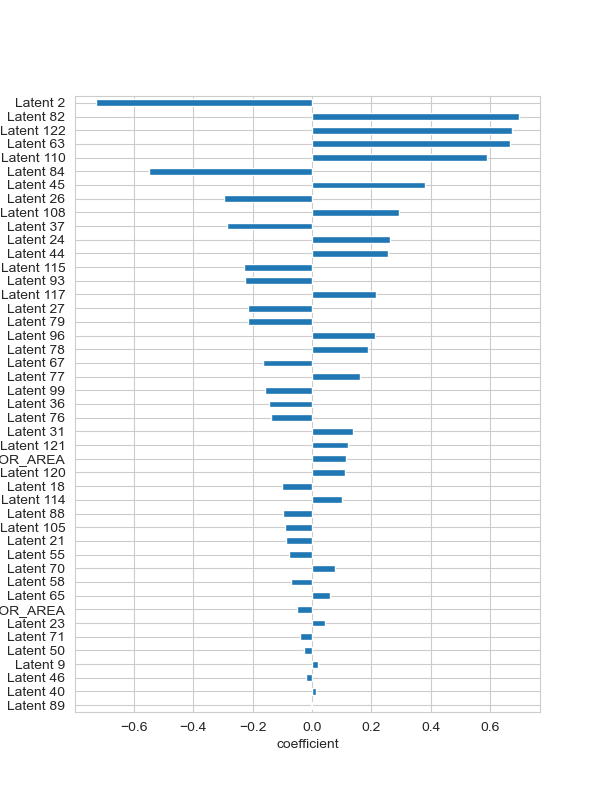 Latent 2
Latent 82
Latent 122
Latent 63
Latent 110
Latent 84
Latent 45
Latent 26
Latent 108
Latent 37
Latent 24
Latent 44
Latent 115
Latent 93
Latent 117
Latent 27
Latent 79
Latent 96
Latent 78
Latent 67
Latent 77
Latent 99
Latent 36
Latent 76
Latent 31
Latent 121
OR_AREA
Latent 120
Latent 18
Latent 114
Latent 88
Latent 105
Latent 21
Latent 55
Latent 70
Latent 58
Latent 65
OR_AREA
Latent 23
Latent 71
Latent 50
Latent 9
Latent 46
Latent 40
Latent 89
−0.6 −0.4 −0.2 0.0 0.2 0.4 0.6
coefficient